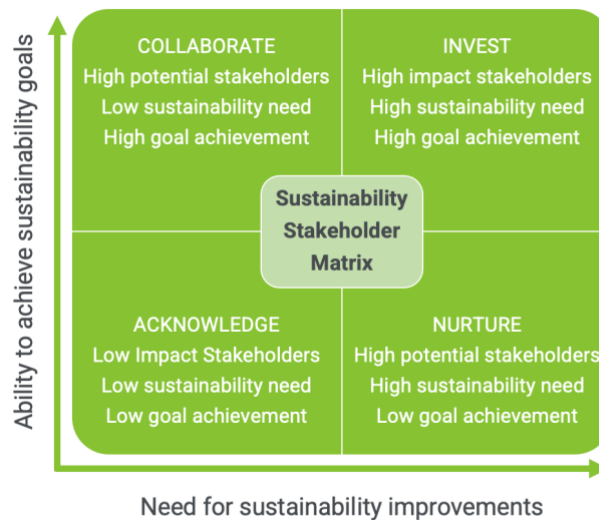 Ability to achieve sustainability goals
COLLABORATE
High potential stakeholders
Low sustainability need
High goal achievement
INVEST
High impact stakeholders
High sustainability need
High goal achievement
Sustainability
Stakeholder
Matrix
ACKNOWLEDGE
Low Impact Stakeholders
Low sustainability need
Low goal achievement
NURTURE
High potential stakeholders
High sustainability need
Low goal achievement
Need for sustainability improvements